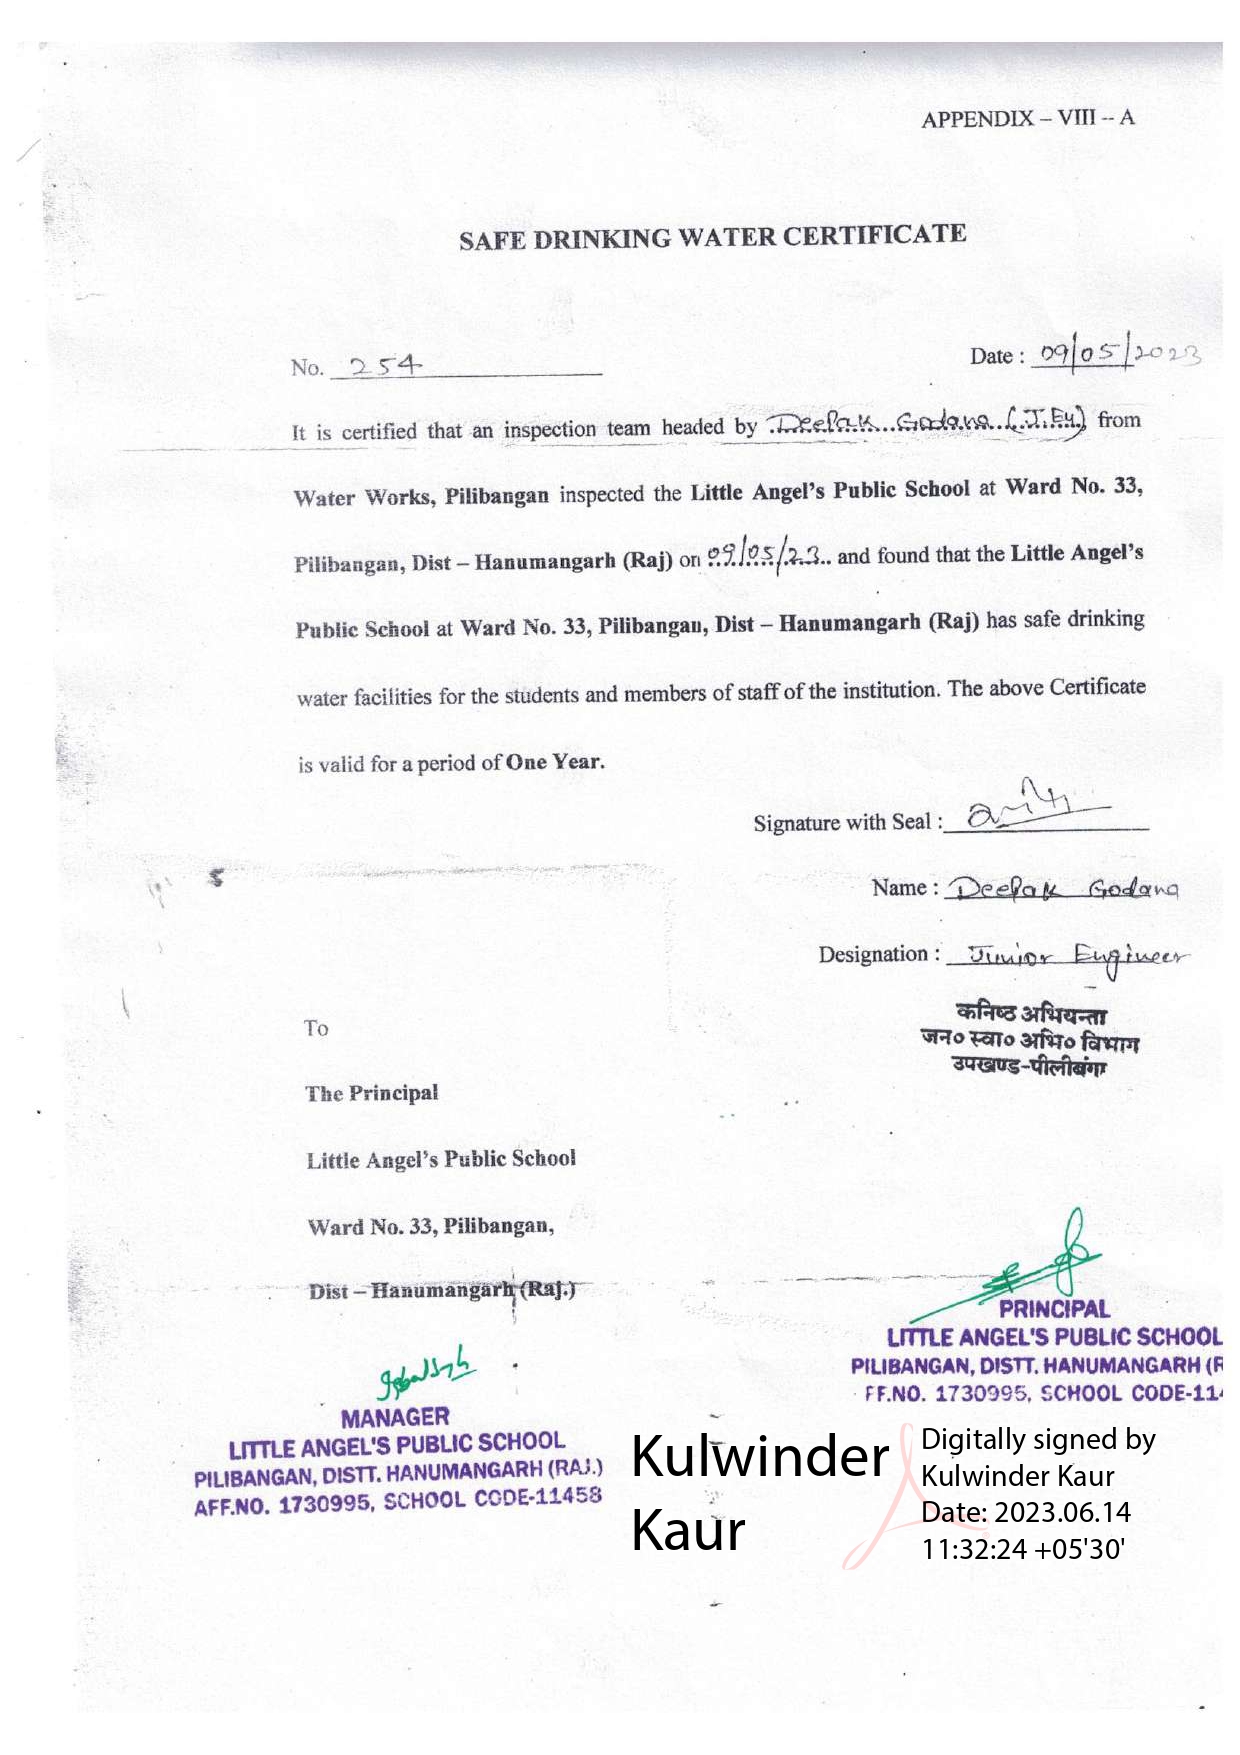 APPENDIX – VIII -- A
SAFE DRINKING WATER CERTIFICATE
No. 254
Date : 09/05/2023
It is certified that an inspection team headed by Deepak Godana (J.En) from
Water Works, Pilibangan inspected the Little Angel's Public School at Ward No. 33,
Pilibangan, Dist – Hanumangarh (Raj) on 09/05/23 and found that the Little Angel's
Public School at Ward No. 33, Pilibangan, Dist – Hanumangarh (Raj) has safe drinking
water facilities for the students and members of staff of the institution. The above Certificate
is valid for a period of One Year.
Signature with Seal :
Name : Deepak Godana
Designation : Junior Engineer
कनिष्ठ अभियन्ता
जन० स्वा० अभि० विभाग
उपखण्ड-पीलीबंगा
To
The Principal
Little Angel's Public School
Ward No. 33, Pilibangan,
Dist – Hanumangarh (Raj.)
PRINCIPAL
LITTLE ANGEL'S PUBLIC SCHOOL
PILIBANGAN, DISTT. HANUMANGARH (R
FF.NO. 1730995, SCHOOL CODE-114
MANAGER
LITTLE ANGEL'S PUBLIC SCHOOL
PILIBANGAN, DISTT. HANUMANGARH (RAJ.)
AFF.NO. 1730995, SCHOOL CODE-11458
Kulwinder
Kaur
Digitally signed by
Kulwinder Kaur
Date: 2023.06.14
11:32:24 +05'30'